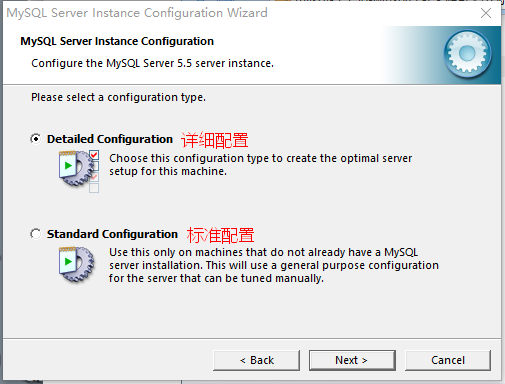 MySQL Server Instance Configuration Wizard
MySQL Server Instance Configuration
Configure the MySQL Server 5.5 server instance.
Please select a configuration type.
Detailed Configuration 详细配置
Choose this configuration type to create the optimal server
setup for this machine.
Standard Configuration 标准配置
Use this only on machines that do not already have a MySQL
server installation. This will use a general purpose configuration
for the server that can be tuned manually.
< Back
Next >
Cancel